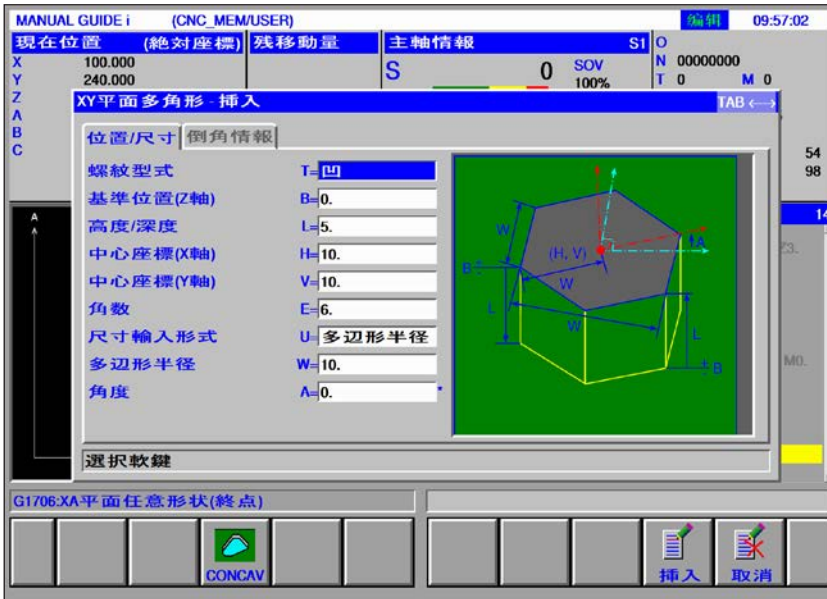 MANUAL GUIDE i (CNC_MEM/USER) 编辑 09:57:02
現在位置 (絶対座標) 残移動量 主軸情報 S1 O
X 100.000 N 00000000
S 0 SOV
Y 240.000 100% T 0 M 0
Z
A
B
C
54
98
XY平面多角形 - 挿入 TAB ←→
位置/尺寸 倒角情報
螺紋型式 T=凹
基準位置(Z軸) B=0.
高度/深度 L=5.
中心座標(X軸) H=10.
中心座標(Y軸) V=10.
角数 E=6.
尺寸輸入形式 U=多边形半径
多边形半径 W=10.
角度 A=0. °
W
(H, V)
A
B
W
L
W
L
B
選択軟鍵
A
14
Z3.
M0.
G1706:XA平面任意形状(終点)
CONCAV 挿入 取消